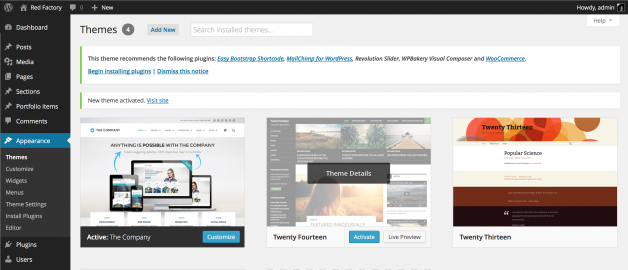 Red Factory
0
New
Howdy, admin
Help
Dashboard
Posts
Media
Pages
Sections
Portfolio items
Comments
Appearance
Themes
Customize
Widgets
Menus
Theme Settings
Install Plugins
Editor
Plugins
Users
Themes 4 Add New
Search installed themes...
This theme recommends the following plugins: Easy Bootstrap Shortcode, MailChimp for WordPress, Revolution Slider, WPBakery Visual Composer and WooCommerce.
Begin installing plugins | Dismiss this notice
New theme activated. Visit site
THE COMPANY
ANYTHING IS POSSIBLE WITH THE COMPANY
Active: The Company Customize
Theme Details
Twenty Fourteen Activate Live Preview
Twenty Thirteen
Popular Science
Twenty Thirteen